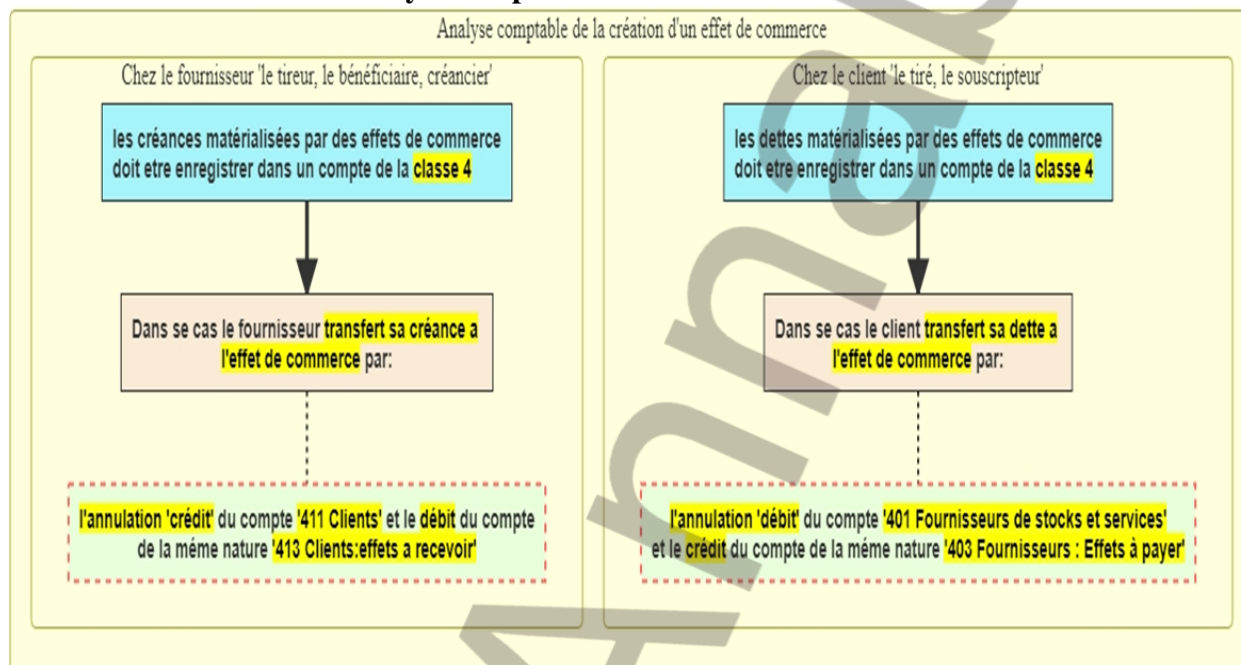 Analyse comptable de la création d'un effet de commerce
Chez le fournisseur 'le tireur, le bénéficiaire, créancier'
les créances matérialisées par des effets de commerce
doit etre enregistrer dans un compte de la classe 4
Dans se cas le fournisseur transfert sa créance a
l'effet de commerce par:
l'annulation 'crédit' du compte '411 Clients' et le débit du compte
de la méme nature '413 Clients:effets a recevoir'
Chez le client 'le tiré, le souscripteur'
les dettes matérialisées par des effets de commerce
doit etre enregistrer dans un compte de la classe 4
Dans se cas le client transfert sa dette a
l'effet de commerce par:
l'annulation 'débit' du compte '401 Fournisseurs de stocks et services'
et le crédit du compte de la méme nature '403 Fournisseurs : Effets à payer'